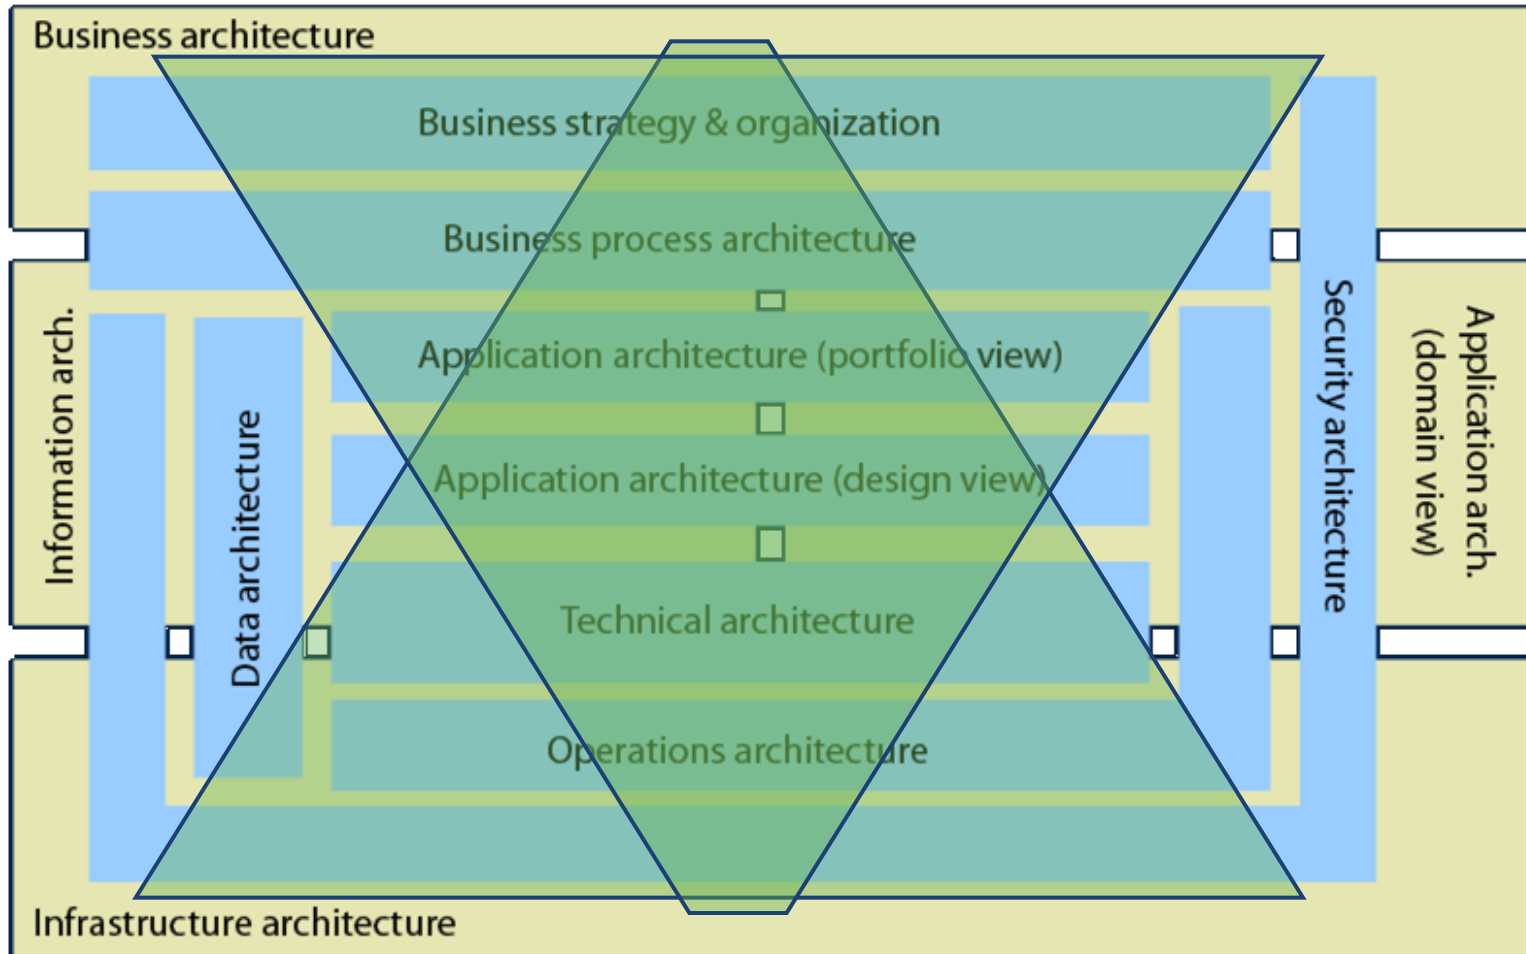 Business architecture
Business strategy & organization
Business process architecture
Application architecture (portfolio view)
Application architecture (design view)
Technical architecture
Operations architecture
Information arch.
Data architecture
Security architecture
Application arch.
(domain view)
Infrastructure architecture